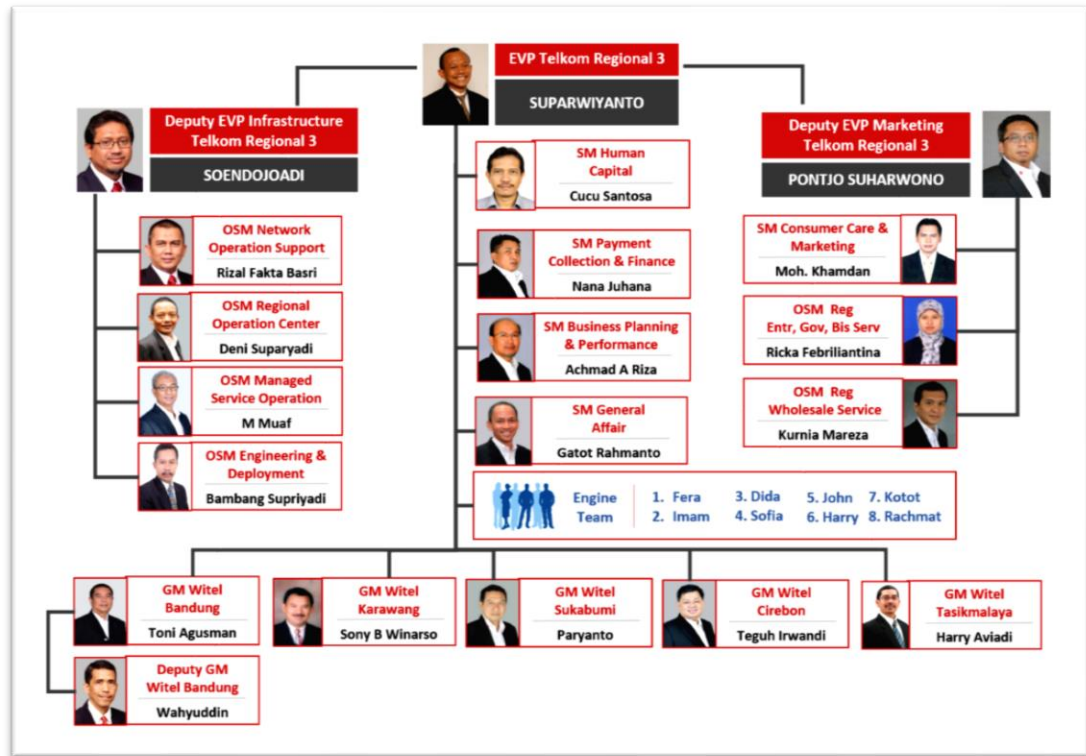 EVP Telkom Regional 3
SUPARWIYANTO
Deputy EVP Infrastructure
Telkom Regional 3
SOENDOJOADI
Deputy EVP Marketing
Telkom Regional 3
PONTJO SUHARWONO
OSM Network
Operation Support
Rizal Fakta Basri
OSM Regional
Operation Center
Deni Suparyadi
OSM Managed
Service Operation
M Muaf
OSM Engineering &
Deployment
Bambang Supriyadi
SM Human
Capital
Cucu Santosa
SM Payment
Collection & Finance
Nana Juhana
SM Business Planning
& Performance
Achmad A Riza
SM General
Affair
Gatot Rahmanto
SM Consumer Care &
Marketing
Moh. Khamdan
OSM Reg
Entr, Gov, Bis Serv
Ricka Febriliantina
OSM Reg
Wholesale Service
Kurnia Mareza
Engine
Team
1. Fera 3. Dida 5. John 7. Kotot
2. Imam 4. Sofia 6. Harry 8. Rachmat
GM Witel
Bandung
Toni Agusman
GM Witel
Karawang
Sony B Winarso
GM Witel
Sukabumi
Paryanto
GM Witel
Cirebon
Teguh Irwandi
GM Witel
Tasikmalaya
Harry Aviadi
Deputy GM
Witel Bandung
Wahyuddin